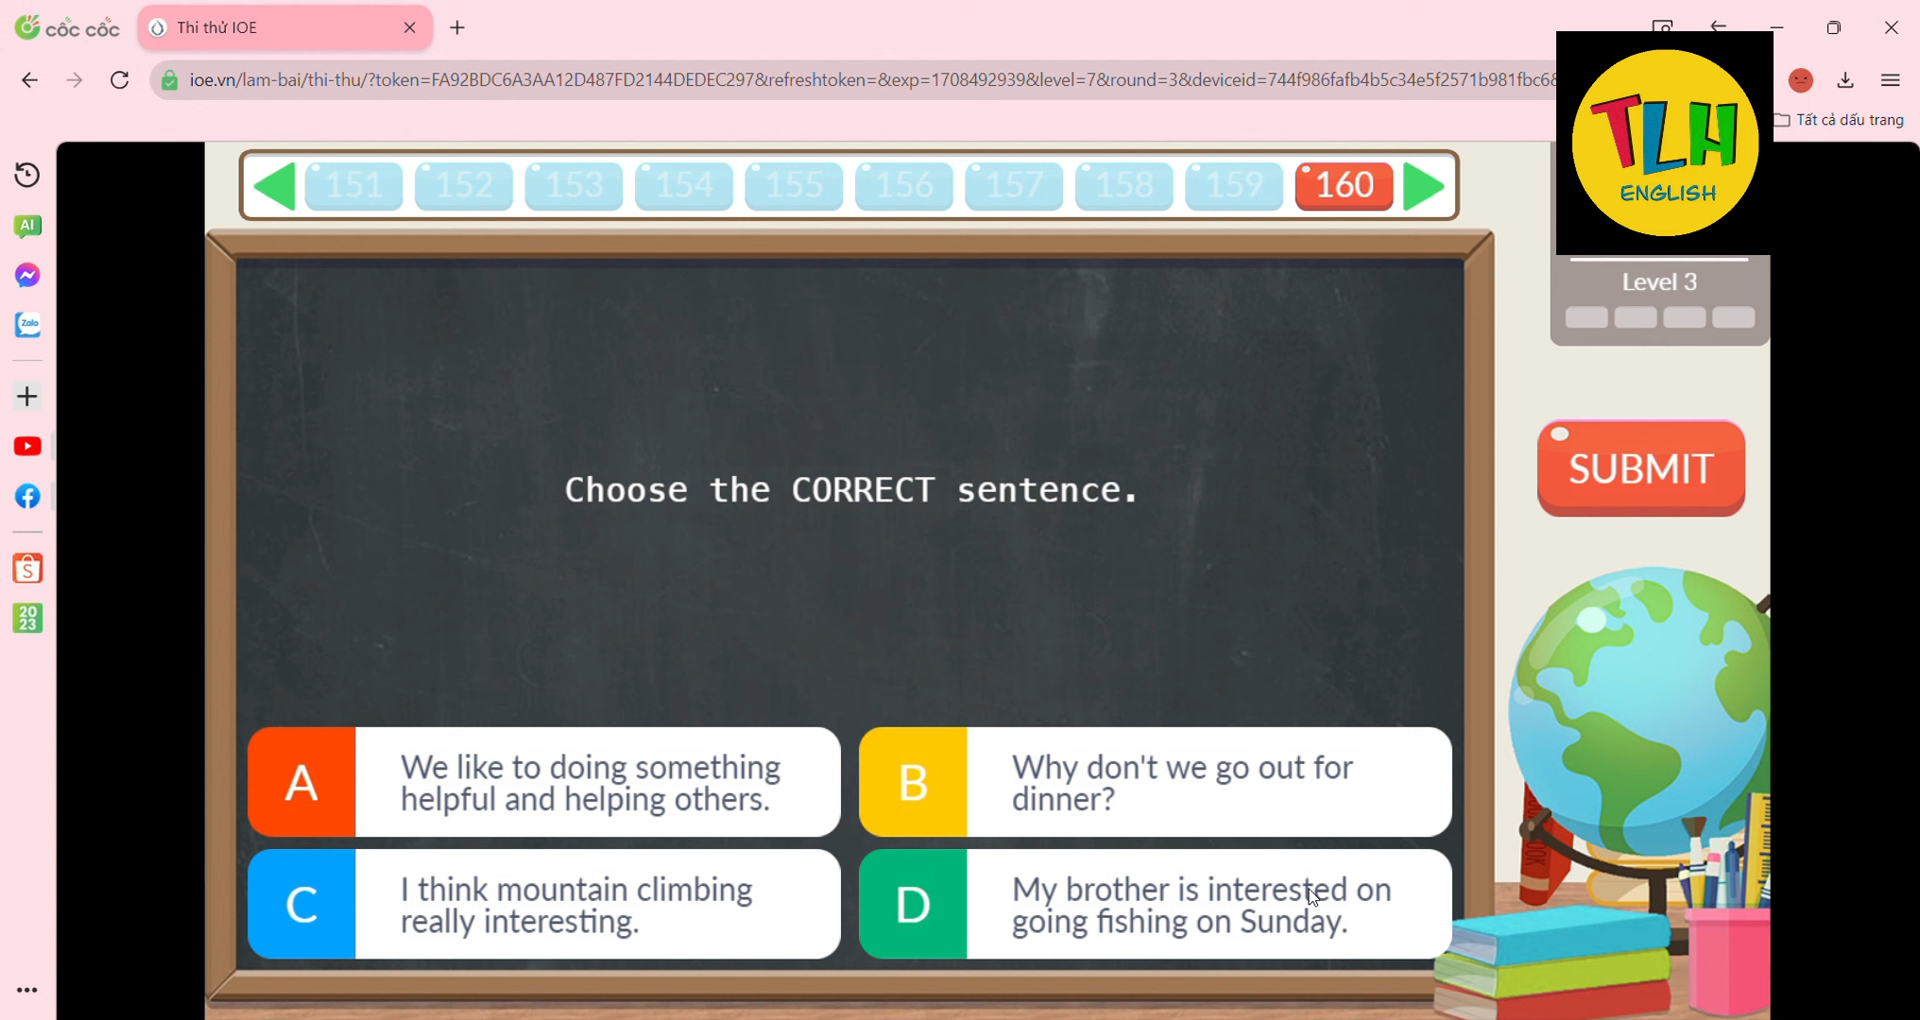 cốc cốc
Thi thử IOE
ioe.vn/lam-bai/thi-thu/?token=FA92BDC6A3AA12D487FD2144DEDEC297&refreshtoken=&exp=1708492939&level=7&round=3&deviceid=744f986fafb4b5c34e5f2571b981fbc6&
Tất cả dấu trang
TLH
ENGLISH
AI
Zalo
20
23
151 152 153 154 155 156 157 158 159 160
Level 3
Choose the CORRECT sentence.
SUBMIT
A
We like to doing something
helpful and helping others.
B
Why don't we go out for
dinner?
C
I think mountain climbing
really interesting.
D
My brother is interested on
going fishing on Sunday.